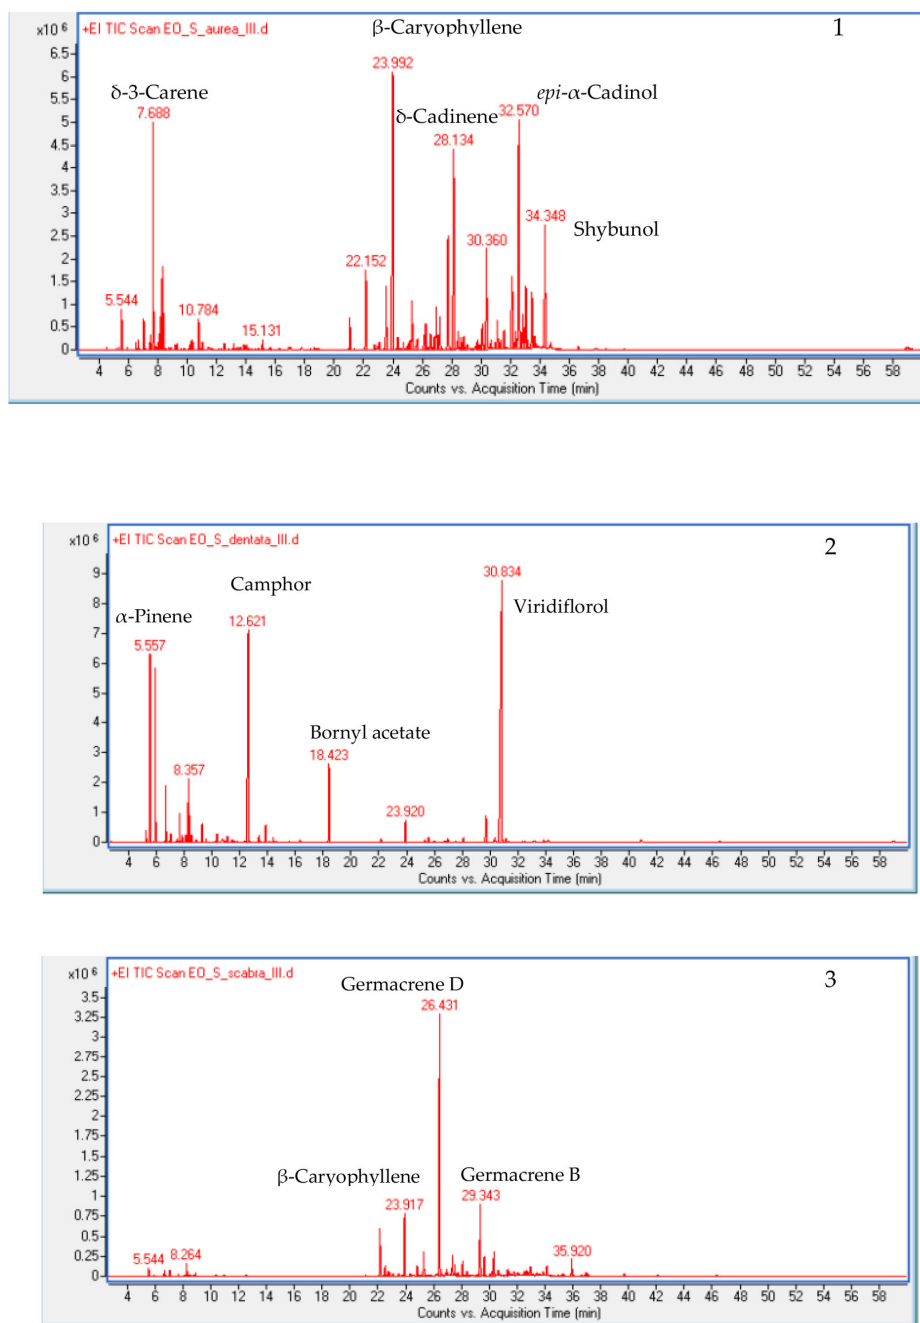 +EI TIC Scan EO_S_aurea_III.d
β-Caryophyllene
1
x10 6
6.5
6
5.5
5
4.5
4
3.5
3
2.5
2
1.5
1
0.5
0
δ-3-Carene
δ-Cadinene
epi-α-Cadinol
Shybunol
5.544
7.688
10.784
15.131
22.152
23.992
28.134
30.360
32.570
34.348
4 6 8 10 12 14 16 18 20 22 24 26 28 30 32 34 36 38 40 42 44 46 48 50 52 54 56 58
Counts vs. Acquisition Time (min)
+EI TIC Scan EO_S_dentata_III.d
2
x10 6
9
8
7
6
5
4
3
2
1
0
α-Pinene
Camphor
Bornyl acetate
Viridiflorol
5.557
8.357
12.621
18.423
23.920
30.834
4 6 8 10 12 14 16 18 20 22 24 26 28 30 32 34 36 38 40 42 44 46 48 50 52 54 56 58
Counts vs. Acquisition Time (min)
+EI TIC Scan EO_S_scabra_III.d
3
x10 6
3.5
3.25
3
2.75
2.5
2.25
2
1.75
1.5
1.25
1
0.75
0.5
0.25
0
Germacrene D
β-Caryophyllene
Germacrene B
5.544
8.264
23.917
26.431
29.343
35.920
4 6 8 10 12 14 16 18 20 22 24 26 28 30 32 34 36 38 40 42 44 46 48 50 52 54 56 58
Counts vs. Acquisition Time (min)